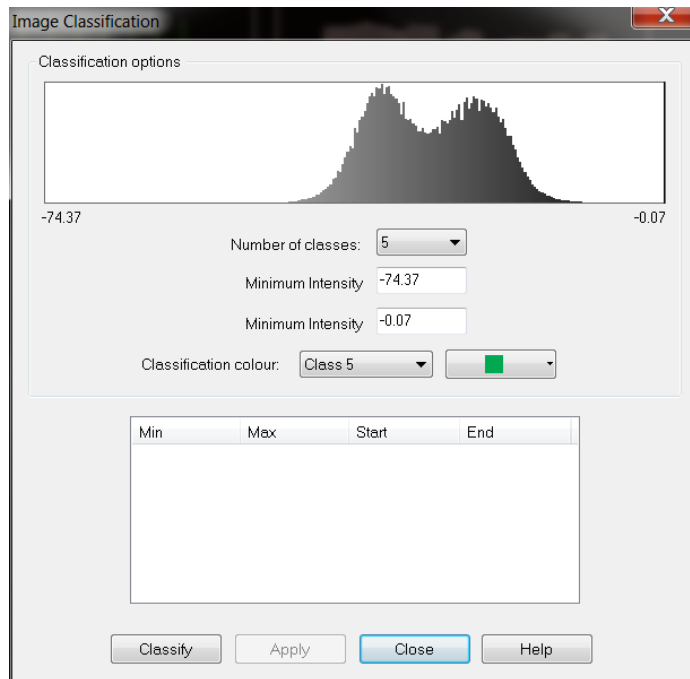 Image Classification
X
Classification options
-74.37 -0.07
Number of classes: 5
Minimum Intensity -74.37
Minimum Intensity -0.07
Classification colour: Class 5
Min Max Start End
Classify Apply Close Help